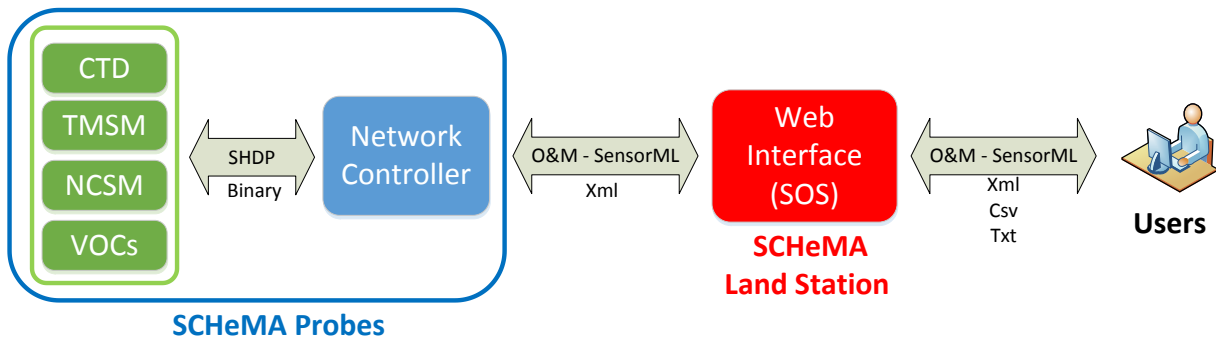 CTD
TMSM
NCSM
VOCs
SHDP
Binary
Network
Controller
SCHeMA Probes
O&M - SensorML
Xml
Web
Interface
(SOS)
SCHeMA
Land Station
O&M - SensorML
Xml
Csv
Txt
Users